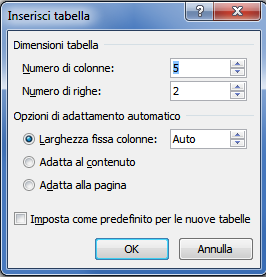 Inserisci tabella
Dimensioni tabella
Numero di colonne: 5
Numero di righe: 2
Opzioni di adattamento automatico
Larghezza fissa colonne: Auto
Adatta al contenuto
Adatta alla pagina
Imposta come predefinito per le nuove tabelle
OK Annulla